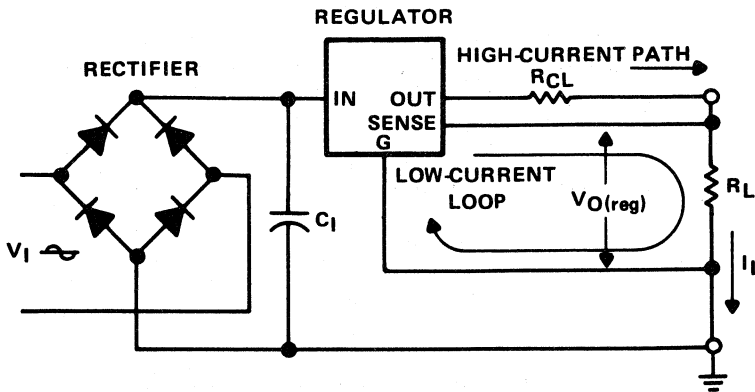 REGULATOR
HIGH-CURRENT PATH
RECTIFIER
RCL
IN OUT
SENSE
G
LOW-CURRENT
LOOP
VO(reg)
RL
CI
VI
IL